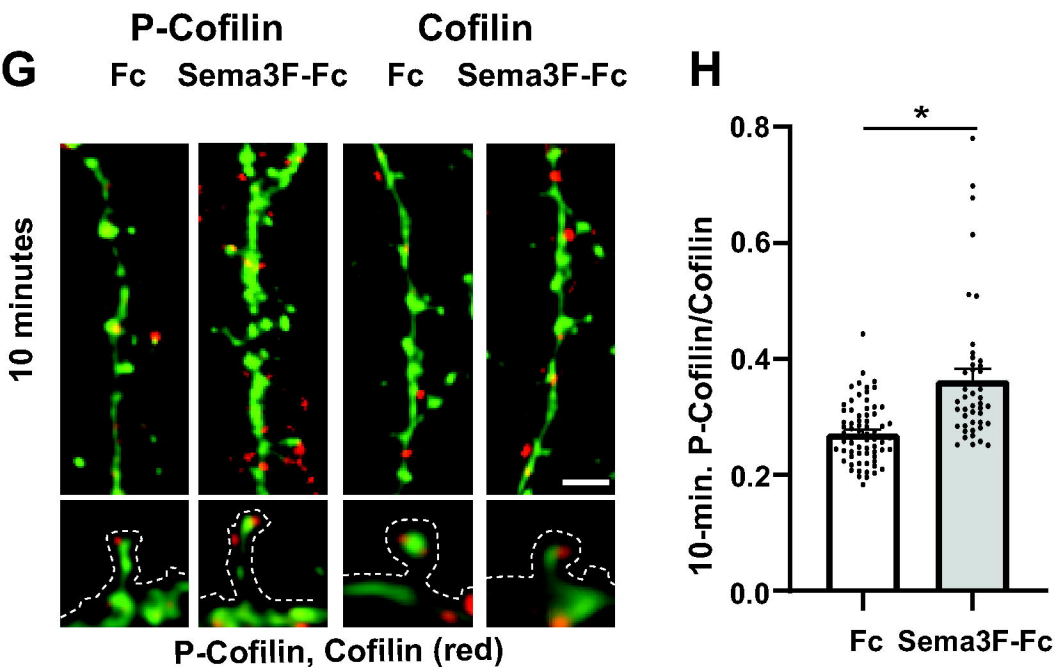 P-Cofilin Cofilin
G Fc Sema3F-Fc Fc Sema3F-Fc
10 minutes
P-Cofilin, Cofilin (red)
H
*
10-min. P-Cofilin/Cofilin
0.8
0.6
0.4
0.2
0.0
Fc Sema3F-Fc